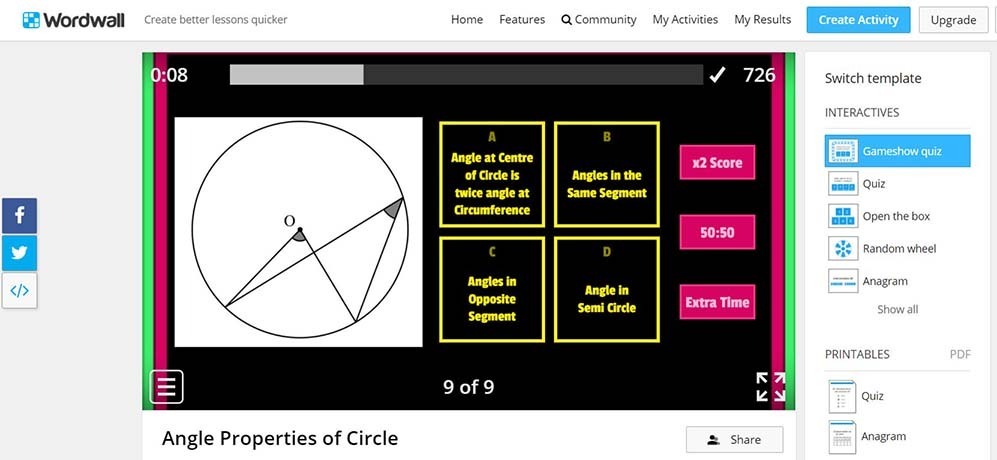 Wordwall Create better lessons quicker Home Features Community My Activities My Results Create Activity Upgrade
0:08 726
O
A
Angle at Centre
of Circle is
twice angle at
Circumference
B
Angles in the
Same Segment
C
Angles in
Opposite
Segment
D
Angle in
Semi Circle
x2 Score
50:50
Extra Time
9 of 9
Angle Properties of Circle
Share
Switch template
INTERACTIVES
Gameshow quiz
Quiz
Open the box
Random wheel
Anagram
Show all
PRINTABLES PDF
Quiz
Anagram